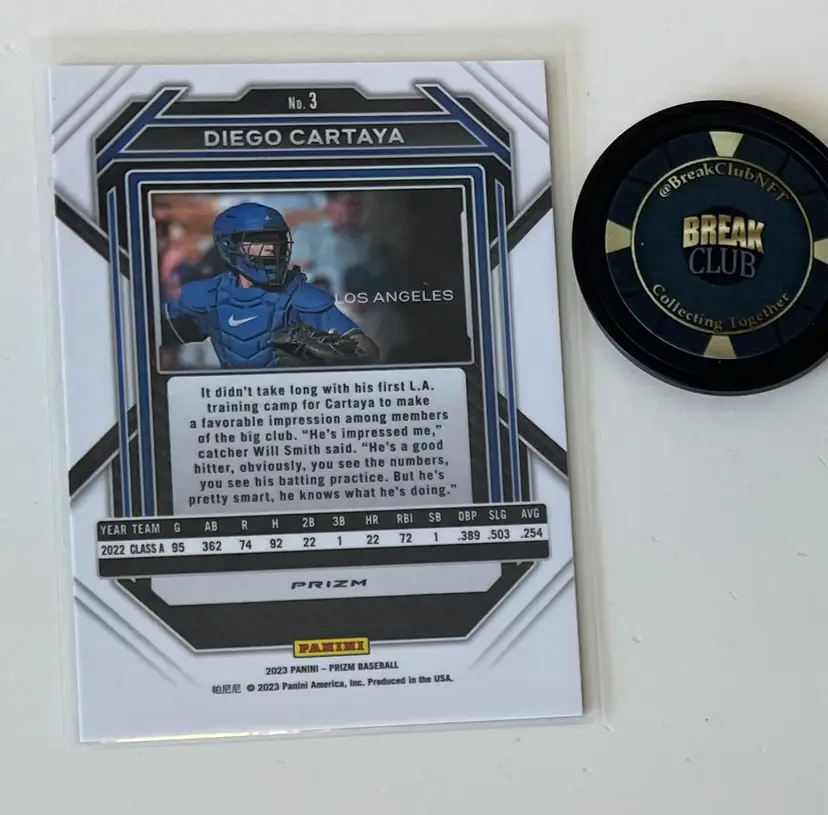 No. 3
DIEGO CARTAYA
LOS ANGELES
It didn't take long with his first L.A.
training camp for Cartaya to make
a favorable impression among members
of the big club. "He's impressed me,"
catcher Will Smith said. "He's a good
hitter, obviously, you see the numbers,
you see his batting practice. But he's
pretty smart, he knows what he's doing."
YEAR TEAM G AB R H 2B 3B HR RBI SB OBP SLG AVG
2022 CLASS A 95 362 74 92 22 1 22 72 1 .389 .503 .254
PRIZM
PANINI
2023 PANINI – PRIZM BASEBALL
帕尼尼 © 2023 Panini America, Inc. Produced in the USA.
@BreakClubNFT
BREAK
CLUB
Collecting Together